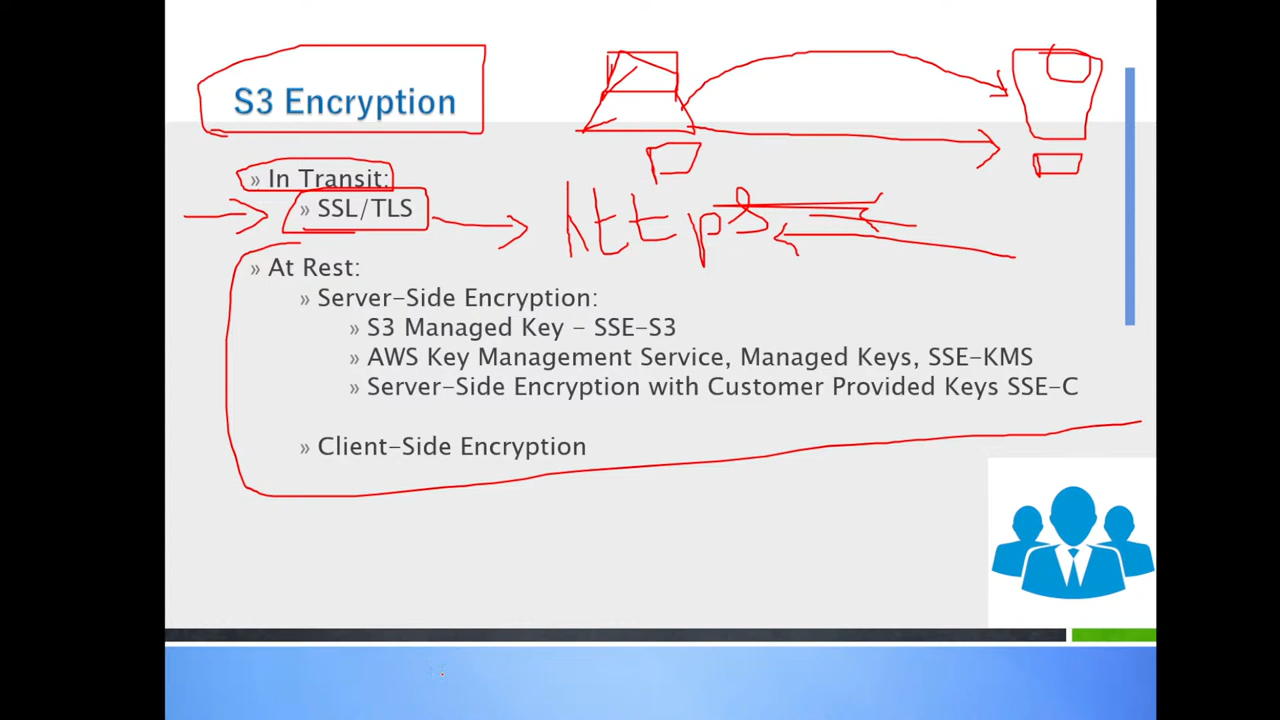 S3 Encryption
» In Transit:
» SSL/TLS
https
» At Rest:
» Server-Side Encryption:
» S3 Managed Key - SSE-S3
» AWS Key Management Service, Managed Keys, SSE-KMS
» Server-Side Encryption with Customer Provided Keys SSE-C
» Client-Side Encryption